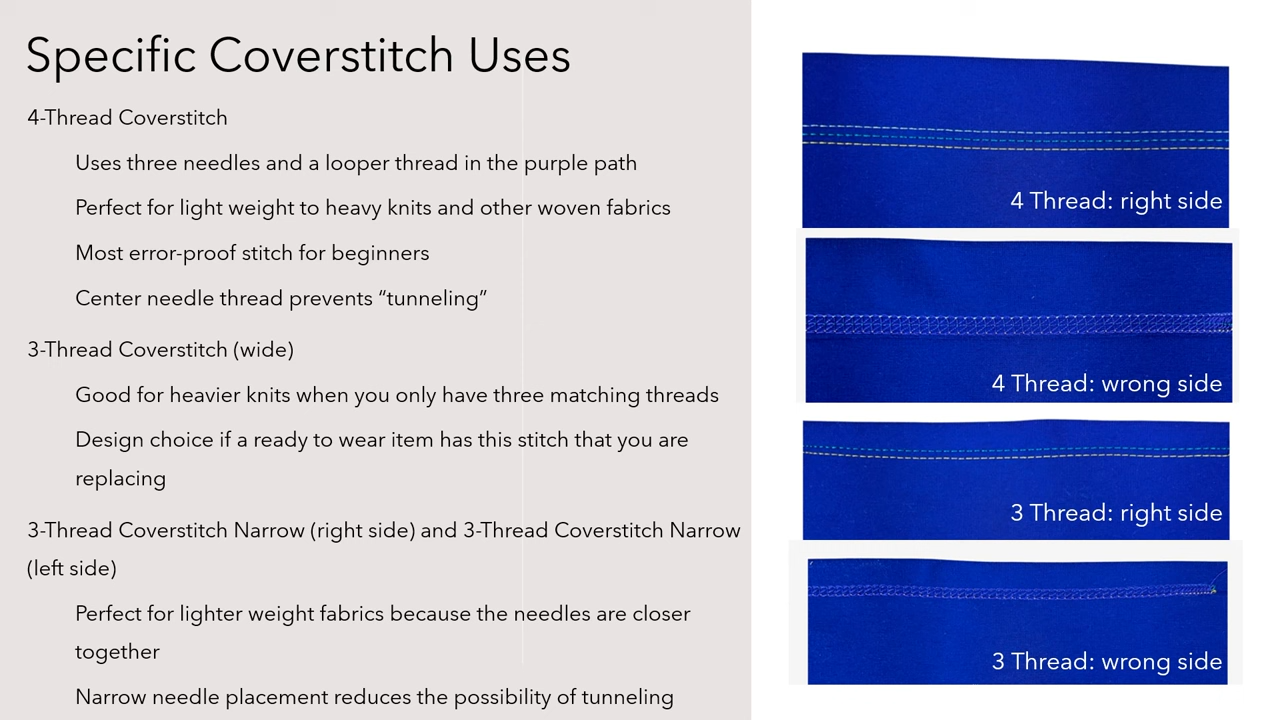 Specific Coverstitch Uses
4-Thread Coverstitch
Uses three needles and a looper thread in the purple path
Perfect for light weight to heavy knits and other woven fabrics
Most error-proof stitch for beginners
Center needle thread prevents “tunneling”
3-Thread Coverstitch (wide)
Good for heavier knits when you only have three matching threads
Design choice if a ready to wear item has this stitch that you are
replacing
3-Thread Coverstitch Narrow (right side) and 3-Thread Coverstitch Narrow
(left side)
Perfect for lighter weight fabrics because the needles are closer
together
Narrow needle placement reduces the possibility of tunneling
4 Thread: right side
4 Thread: wrong side
3 Thread: right side
3 Thread: wrong side